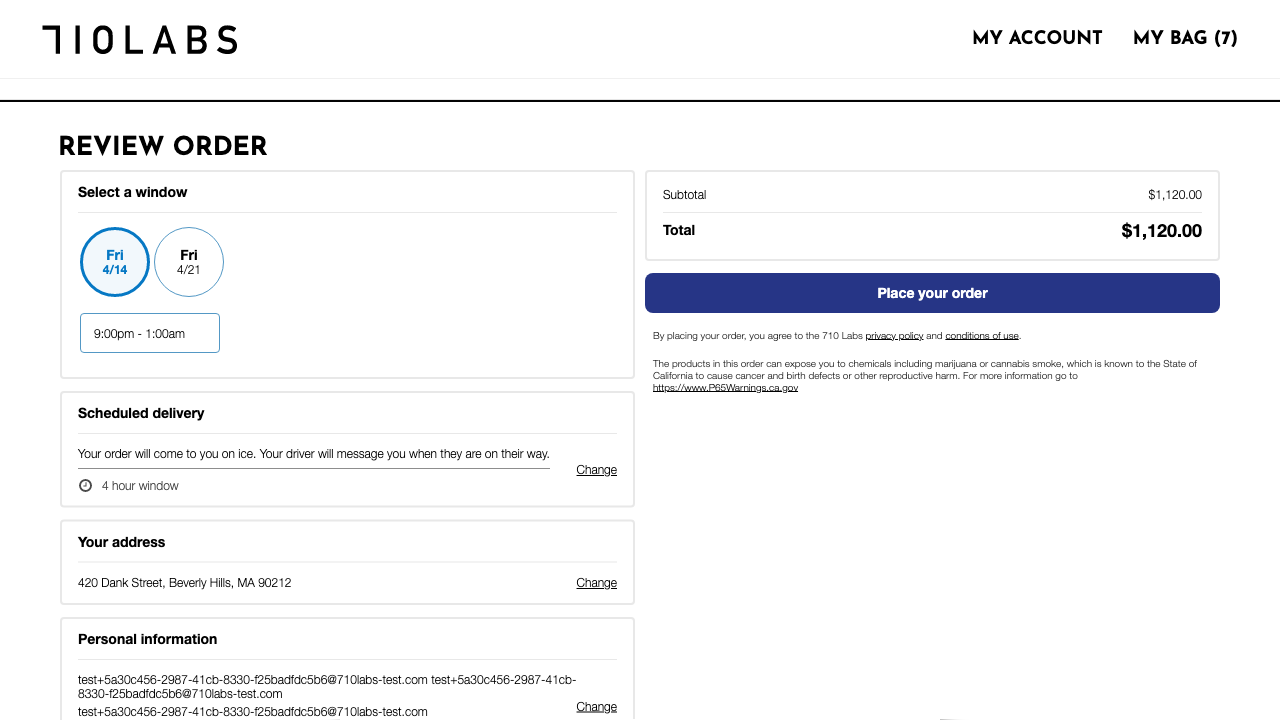 710LABS
MY ACCOUNT
MY BAG (7)
REVIEW ORDER
Select a window
Fri
4/14
Fri
4/21
9:00pm - 1:00am
Scheduled delivery
Your order will come to you on ice. Your driver will message you when they are on their way.
4 hour window
Change
Your address
420 Dank Street, Beverly Hills, MA 90212
Change
Personal information
test+5a30c456-2987-41cb-8330-f25badfdc5b6@710labs-test.com test+5a30c456-2987-41cb-
8330-f25badfdc5b6@710labs-test.com
test+5a30c456-2987-41cb-8330-f25badfdc5b6@710labs-test.com
Change
Subtotal
$1,120.00
Total
$1,120.00
Place your order
By placing your order, you agree to the 710 Labs privacy policy and conditions of use.
The products in this order can expose you to chemicals including marijuana or cannabis smoke, which is known to the State of
California to cause cancer and birth defects or other reproductive harm. For more information go to
https://www.P65Warnings.ca.gov